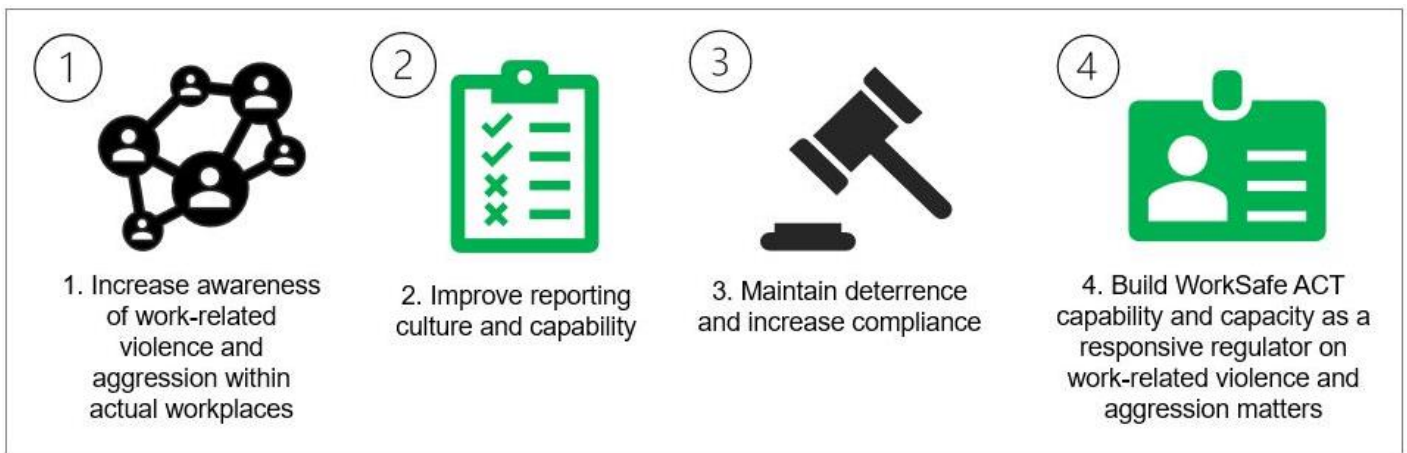 1
2
3
4
1. Increase awareness
of work-related
violence and
aggression within
actual workplaces
2. Improve reporting
culture and capability
3. Maintain deterrence
and increase compliance
4. Build WorkSafe ACT
capability and capacity as a
responsive regulator on
work-related violence and
aggression matters